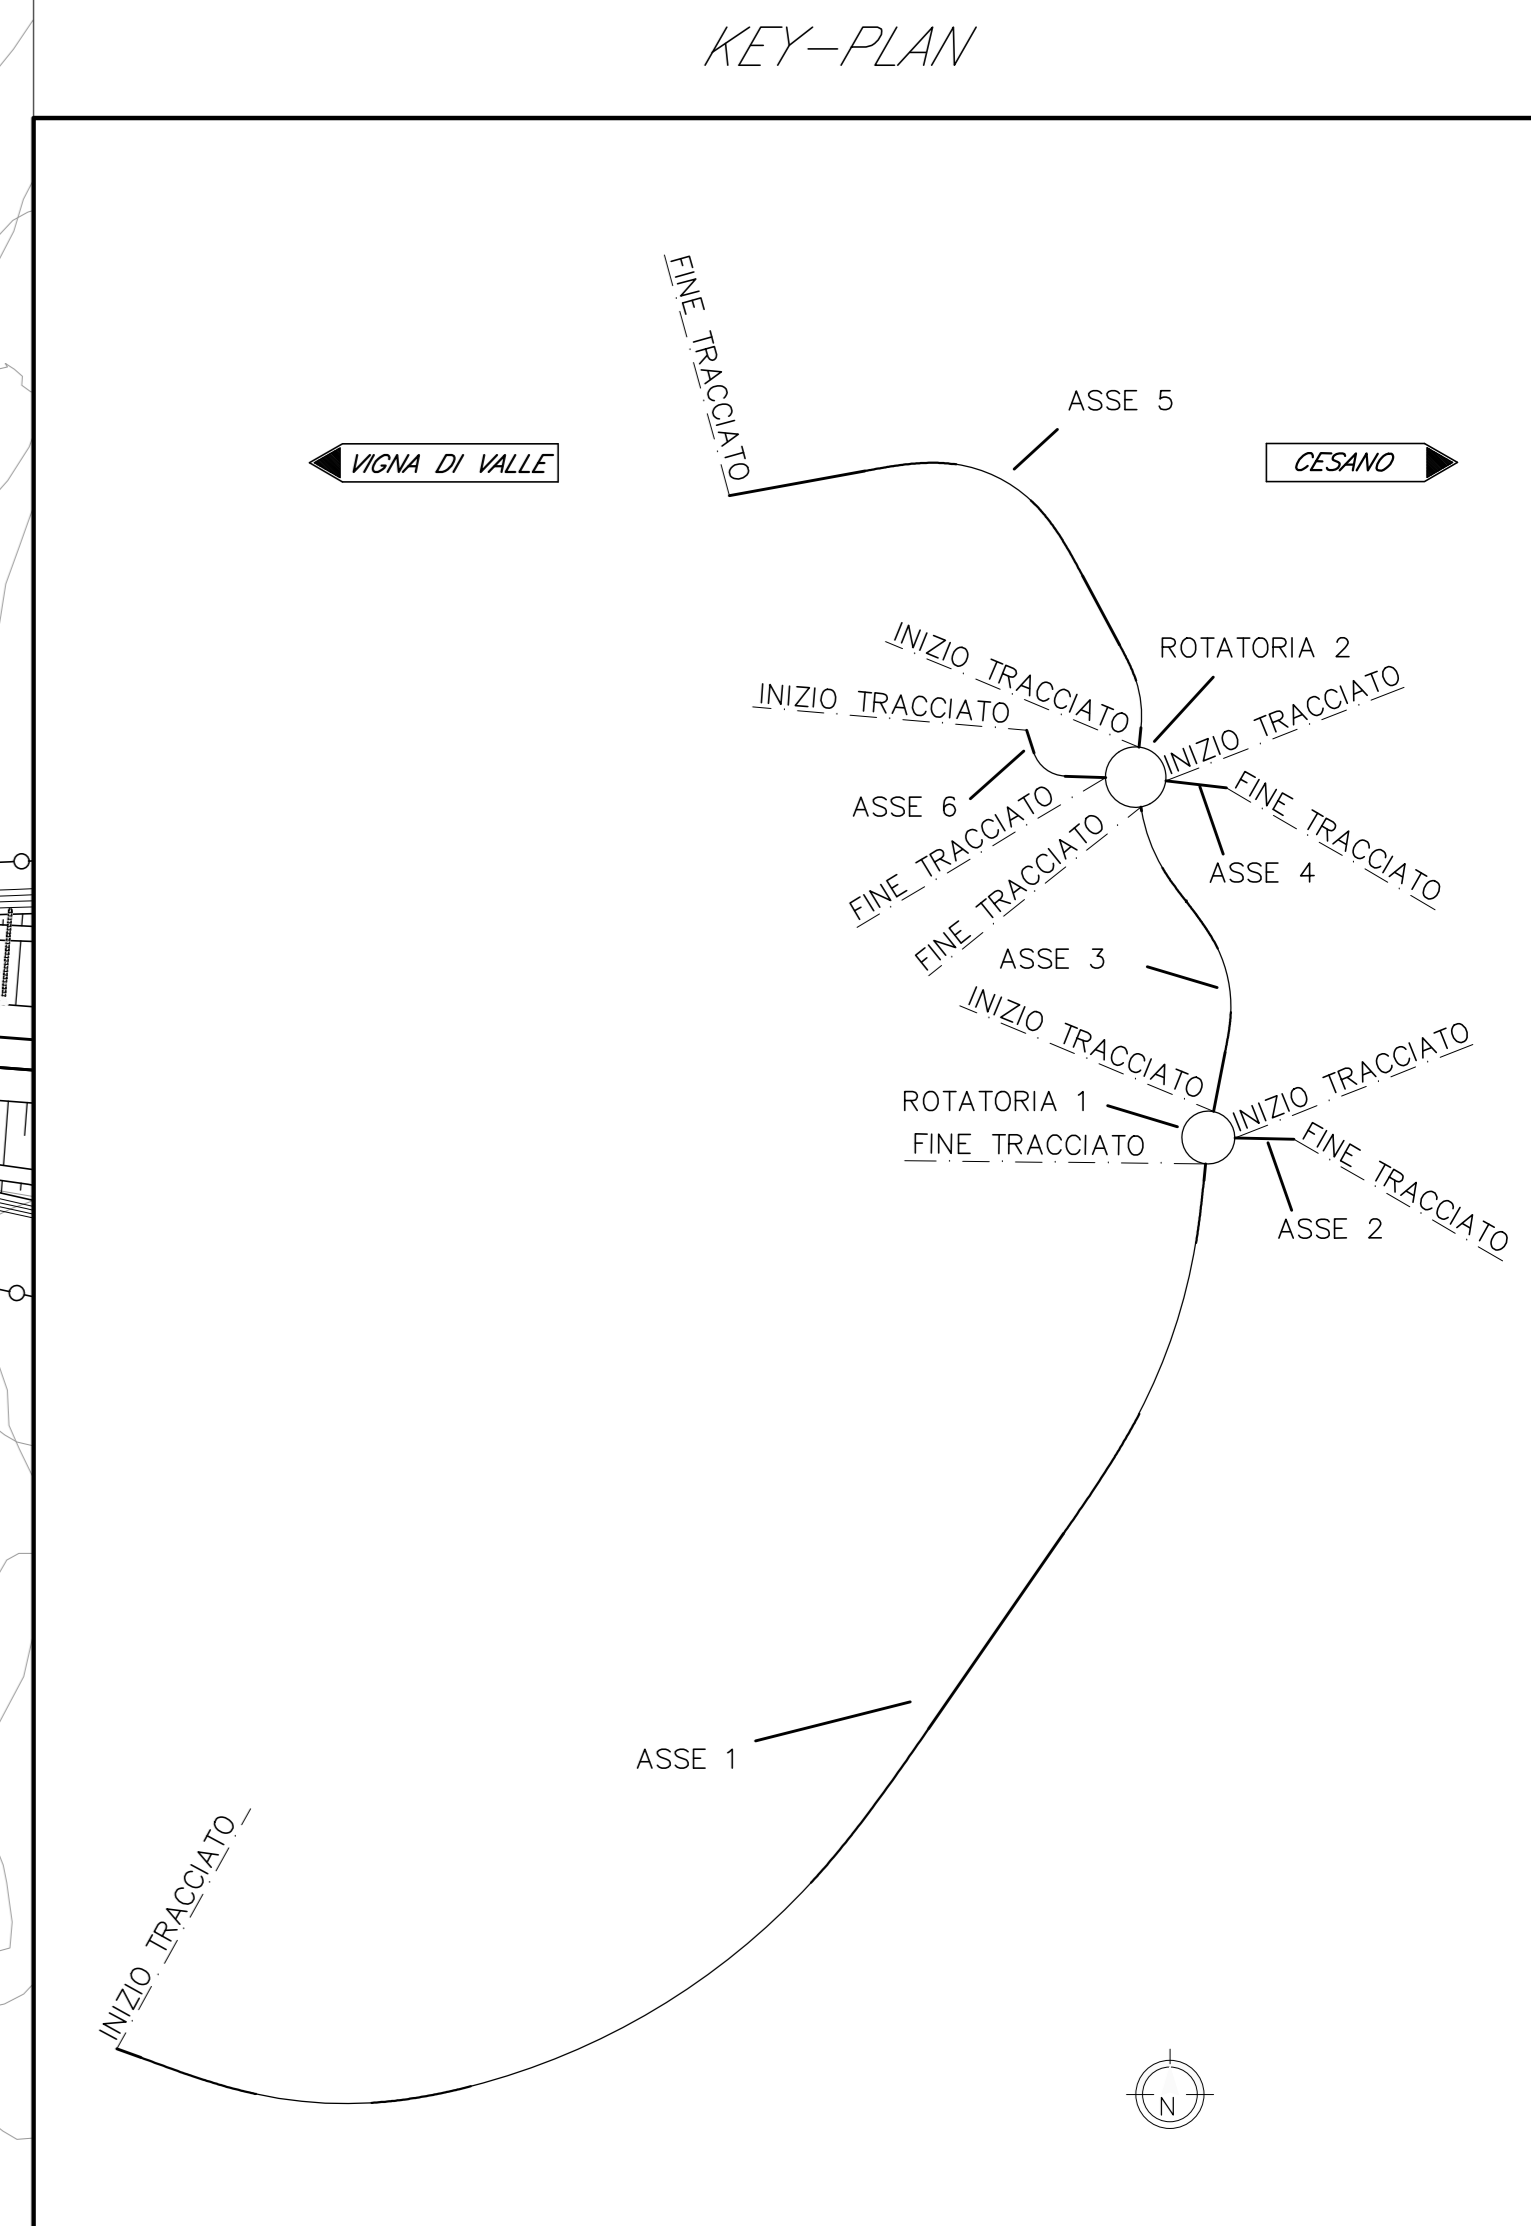 KEY-PLAN
FINE TRACCIATO
ASSE 5
VIGNA DI VALLE
CESANO
INIZIO TRACCIATO
ROTATORIA 2
INIZIO TRACCIATO
INIZIO TRACCIATO
ASSE 6
FINE TRACCIATO
FINE TRACCIATO
FINE TRACCIATO
ASSE 4
ASSE 3
INIZIO TRACCIATO
INIZIO TRACCIATO
ROTATORIA 1
FINE TRACCIATO
FINE TRACCIATO
ASSE 2
ASSE 1
INIZIO TRACCIATO
N